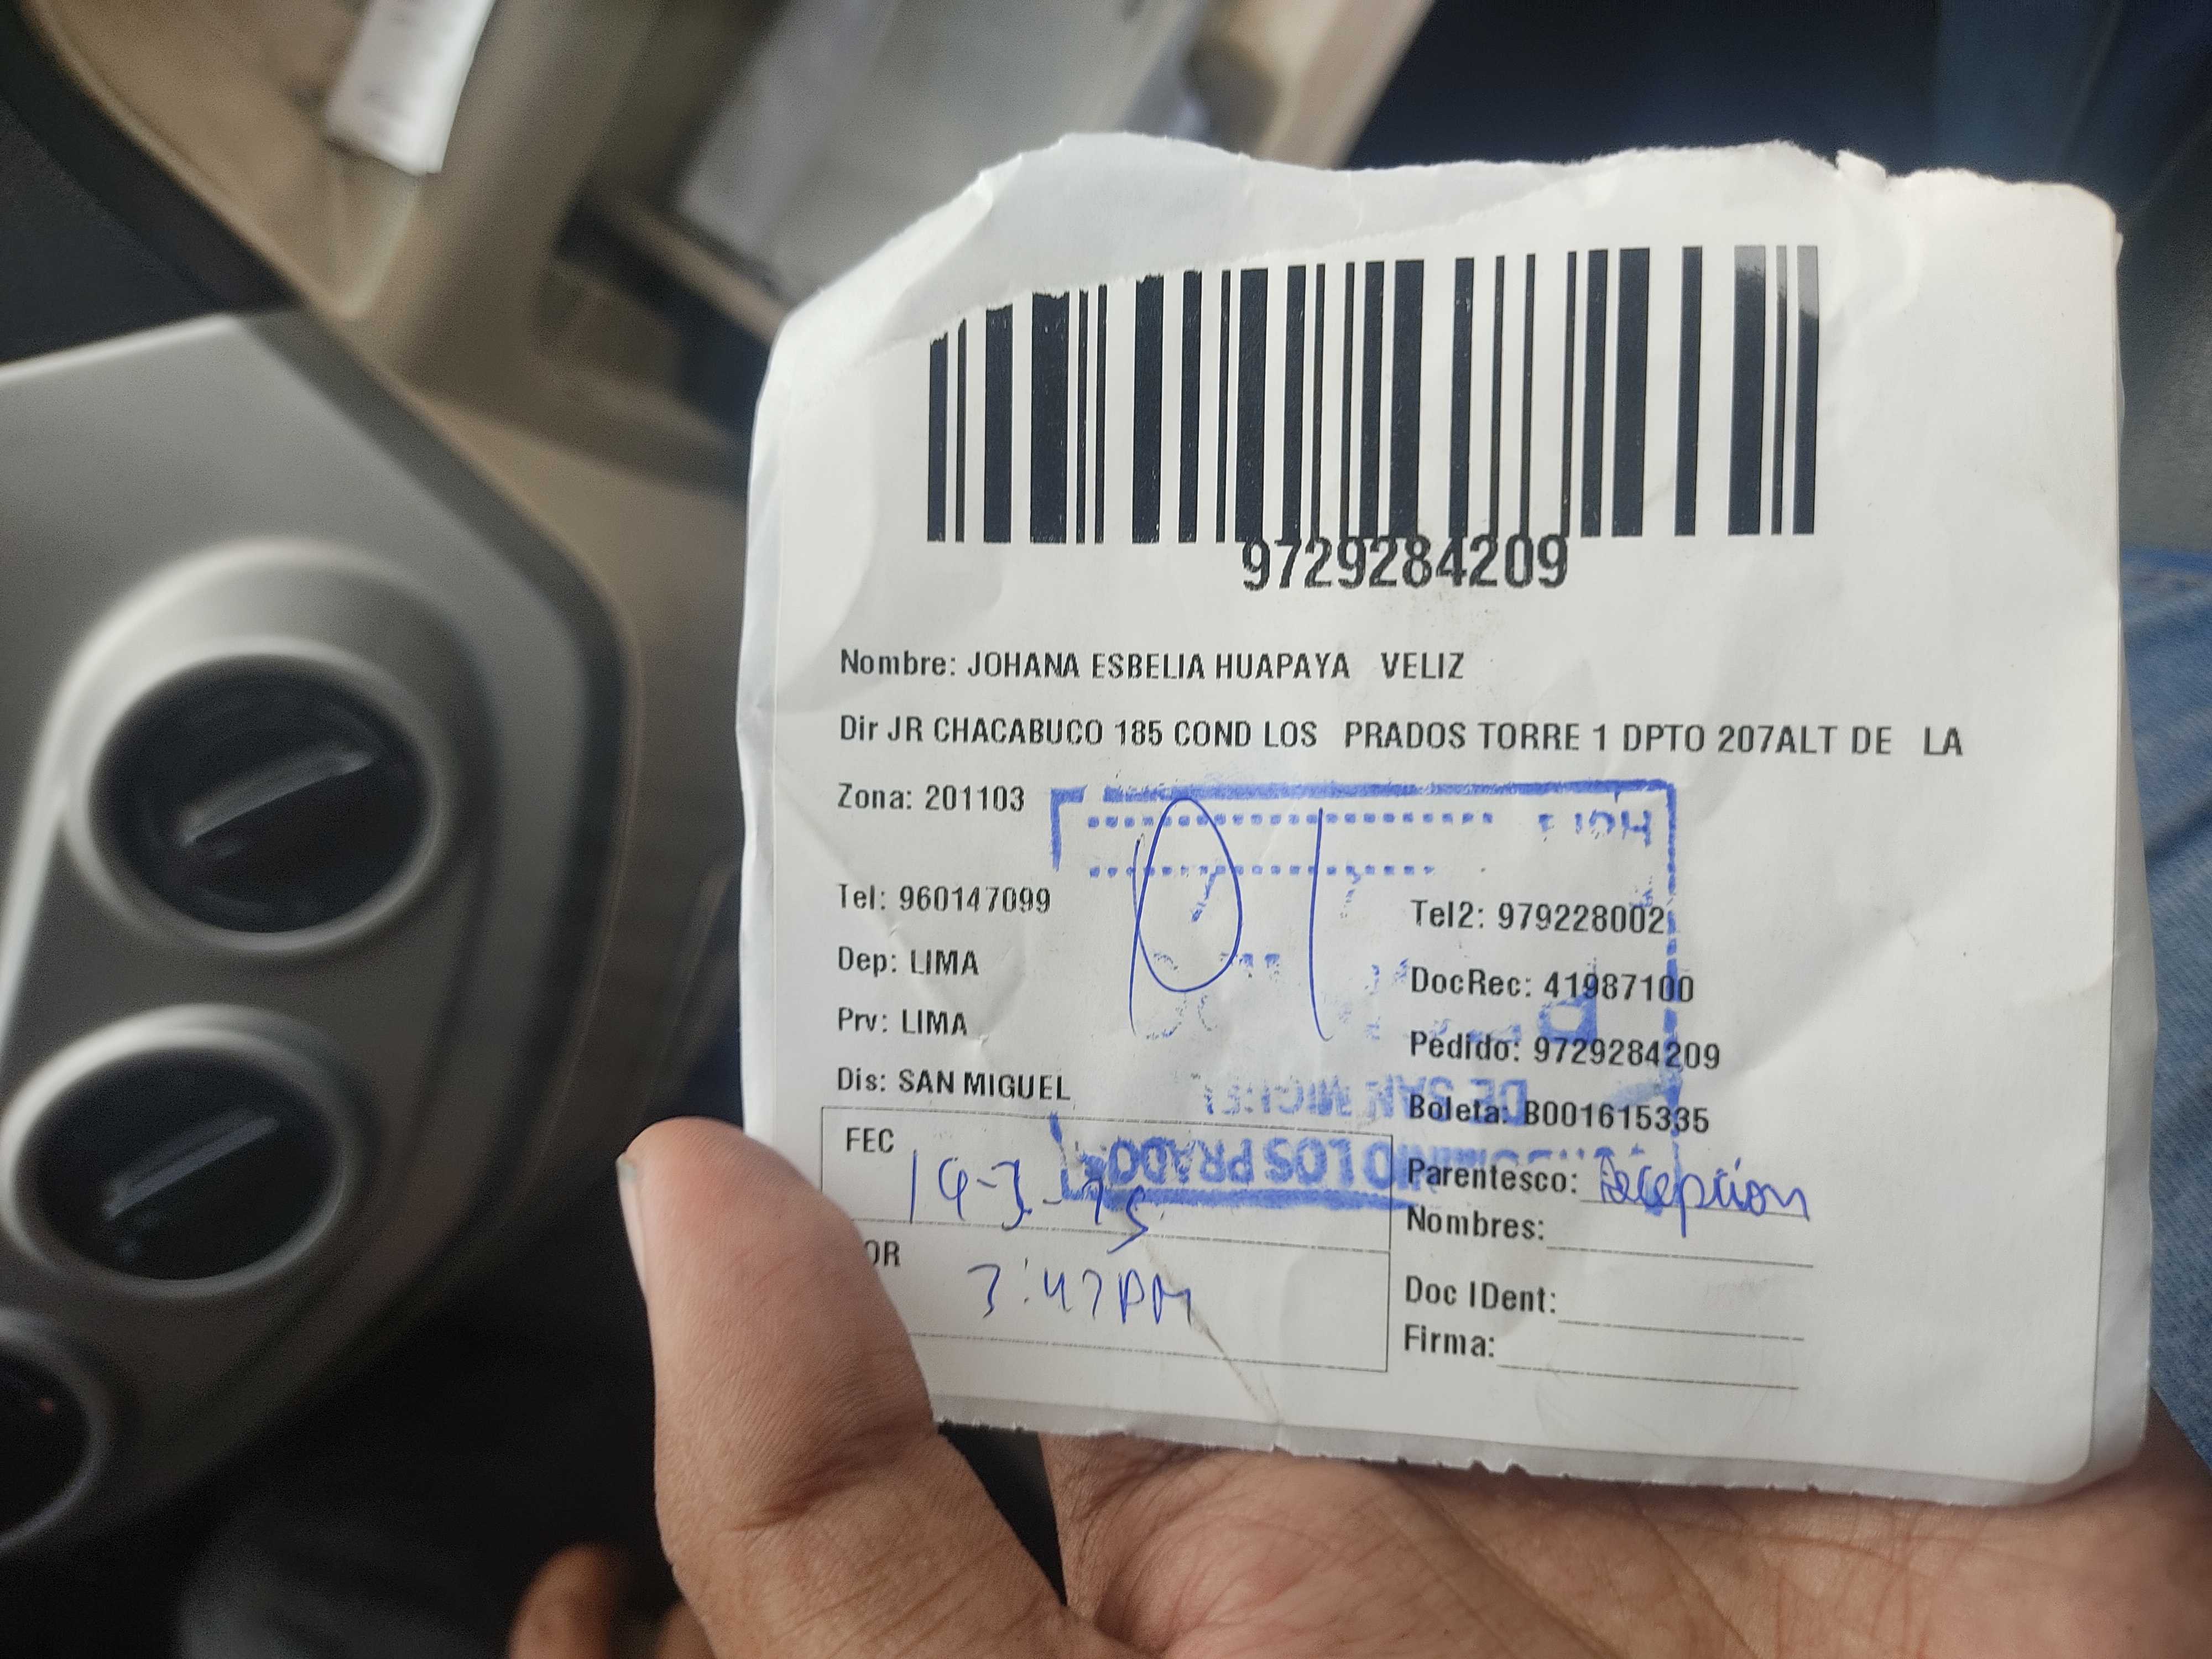 9729284209
Nombre: JOHANA ESBELIA HUAPAYA VELIZ
Dir JR CHACABUCO 185 COND LOS PRADOS TORRE 1 DPTO 207ALT DE LA
Zona: 201103
Tel: 960147099
Tel2: 979228002
Dep: LIMA
DocRec: 41987100
Prv: LIMA
Pedido: 9729284209
Dis: SAN MIGUEL
DE SAN MIGUEL
Boleta: B001615335
LOS PRADOS
FEC
Parentesco: Recepción
Nombres:
OR 3:47PM
Doc IDent:
Firma: